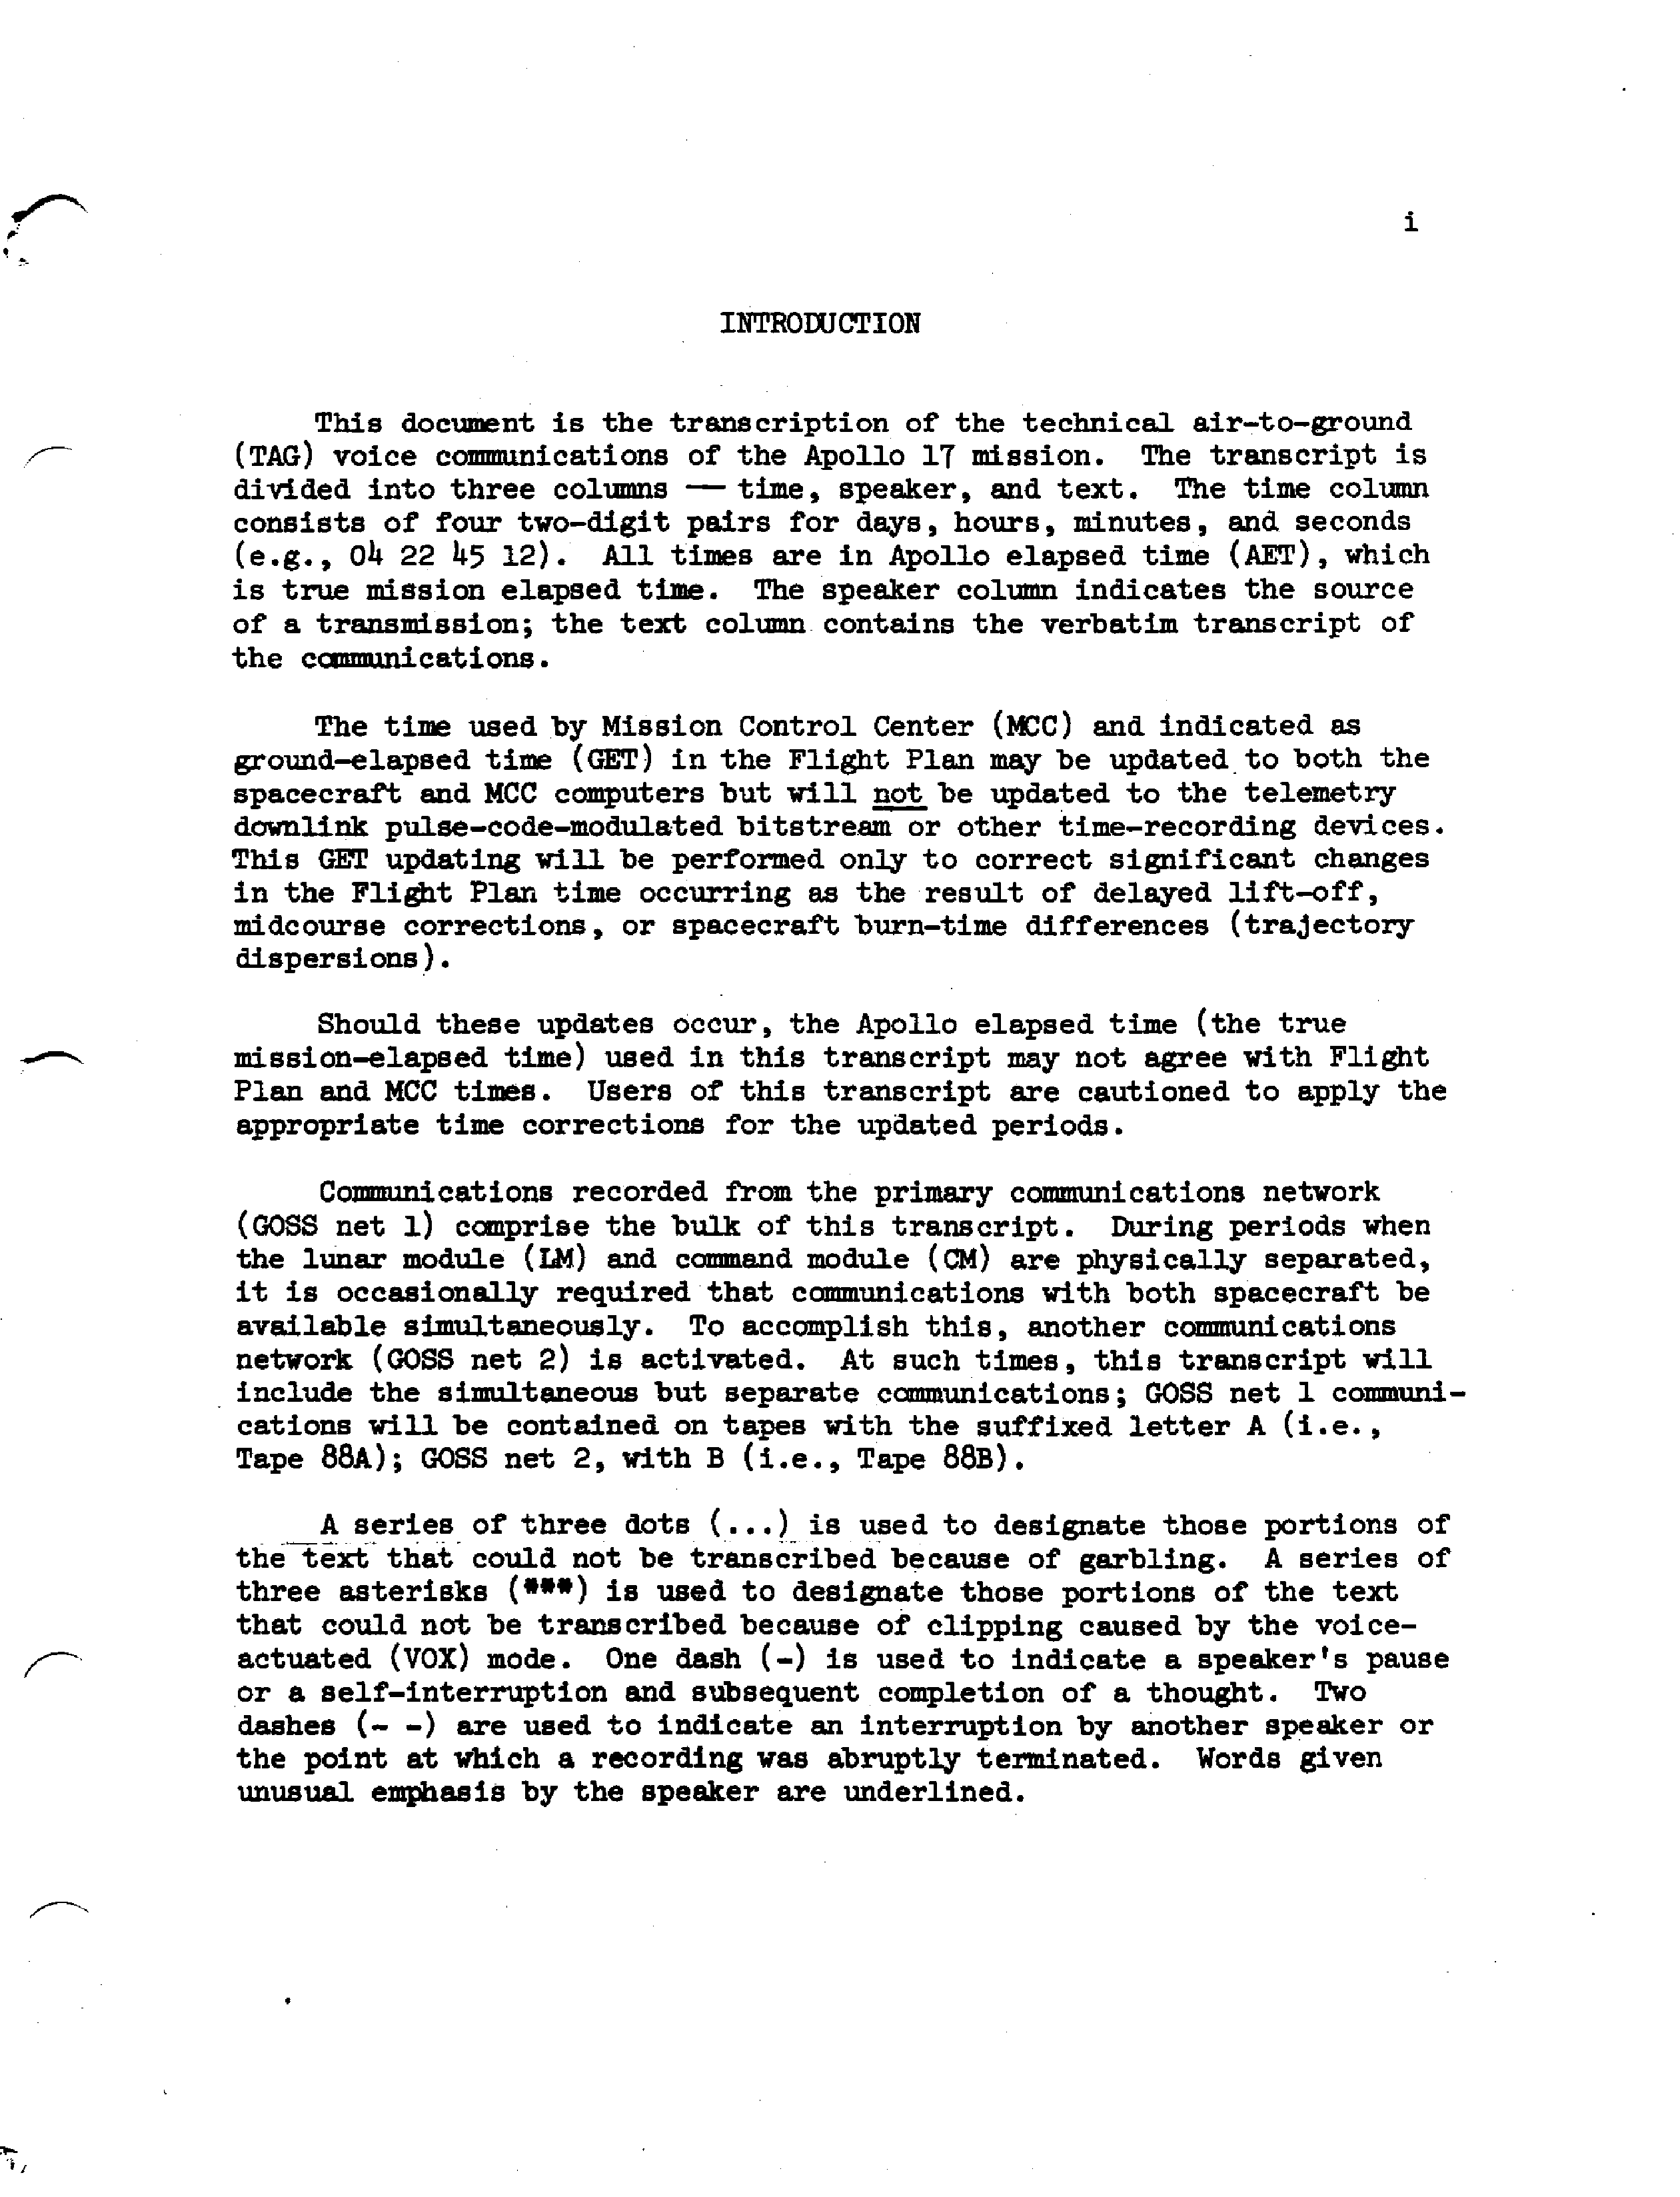 i
INTRODUCTION
This document is the transcription of the technical air-to-ground
(TAG) voice communications of the Apollo 17 mission. The transcript is
divided into three columns — time, speaker, and text. The time column
consists of four two-digit pairs for days, hours, minutes, and seconds
(e.g., 04 22 45 12). All times are in Apollo elapsed time (AET), which
is true mission elapsed time. The speaker column indicates the source
of a transmission; the text column contains the verbatim transcript of
the communications.
The time used by Mission Control Center (MCC) and indicated as
ground-elapsed time (GET) in the Flight Plan may be updated to both the
spacecraft and MCC computers but will not be updated to the telemetry
downlink pulse-code-modulated bitstream or other time-recording devices.
This GET updating will be performed only to correct significant changes
in the Flight Plan time occurring as the result of delayed lift-off,
midcourse corrections, or spacecraft burn-time differences (trajectory
dispersions).
Should these updates occur, the Apollo elapsed time (the true
mission-elapsed time) used in this transcript may not agree with Flight
Plan and MCC times. Users of this transcript are cautioned to apply the
appropriate time corrections for the updated periods.
Communications recorded from the primary communications network
(GOSS net 1) comprise the bulk of this transcript. During periods when
the lunar module (LM) and command module (CM) are physically separated,
it is occasionally required that communications with both spacecraft be
available simultaneously. To accomplish this, another communications
network (GOSS net 2) is activated. At such times, this transcript will
include the simultaneous but separate communications; GOSS net 1 communi-
cations will be contained on tapes with the suffixed letter A (i.e.,
Tape 88A); GOSS net 2, with B (i.e., Tape 88B).
A series of three dots (...) is used to designate those portions of
the text that could not be transcribed because of garbling. A series of
three asterisks (***) is used to designate those portions of the text
that could not be transcribed because of clipping caused by the voice-
actuated (VOX) mode. One dash (-) is used to indicate a speaker's pause
or a self-interruption and subsequent completion of a thought. Two
dashes (- -) are used to indicate an interruption by another speaker or
the point at which a recording was abruptly terminated. Words given
unusual emphasis by the speaker are underlined.